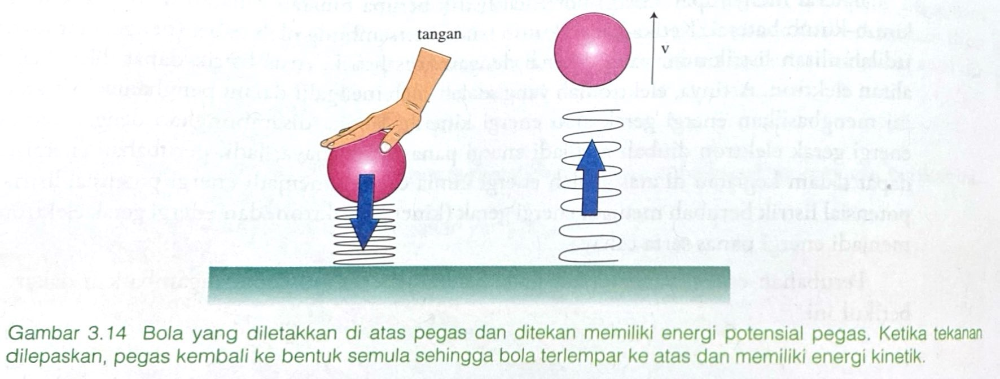 tangan
v
Gambar 3.14 Bola yang diletakkan di atas pegas dan ditekan memiliki energi potensial pegas. Ketika tekanan
dilepaskan, pegas kembali ke bentuk semula sehingga bola terlempar ke atas dan memiliki energi kinetik.